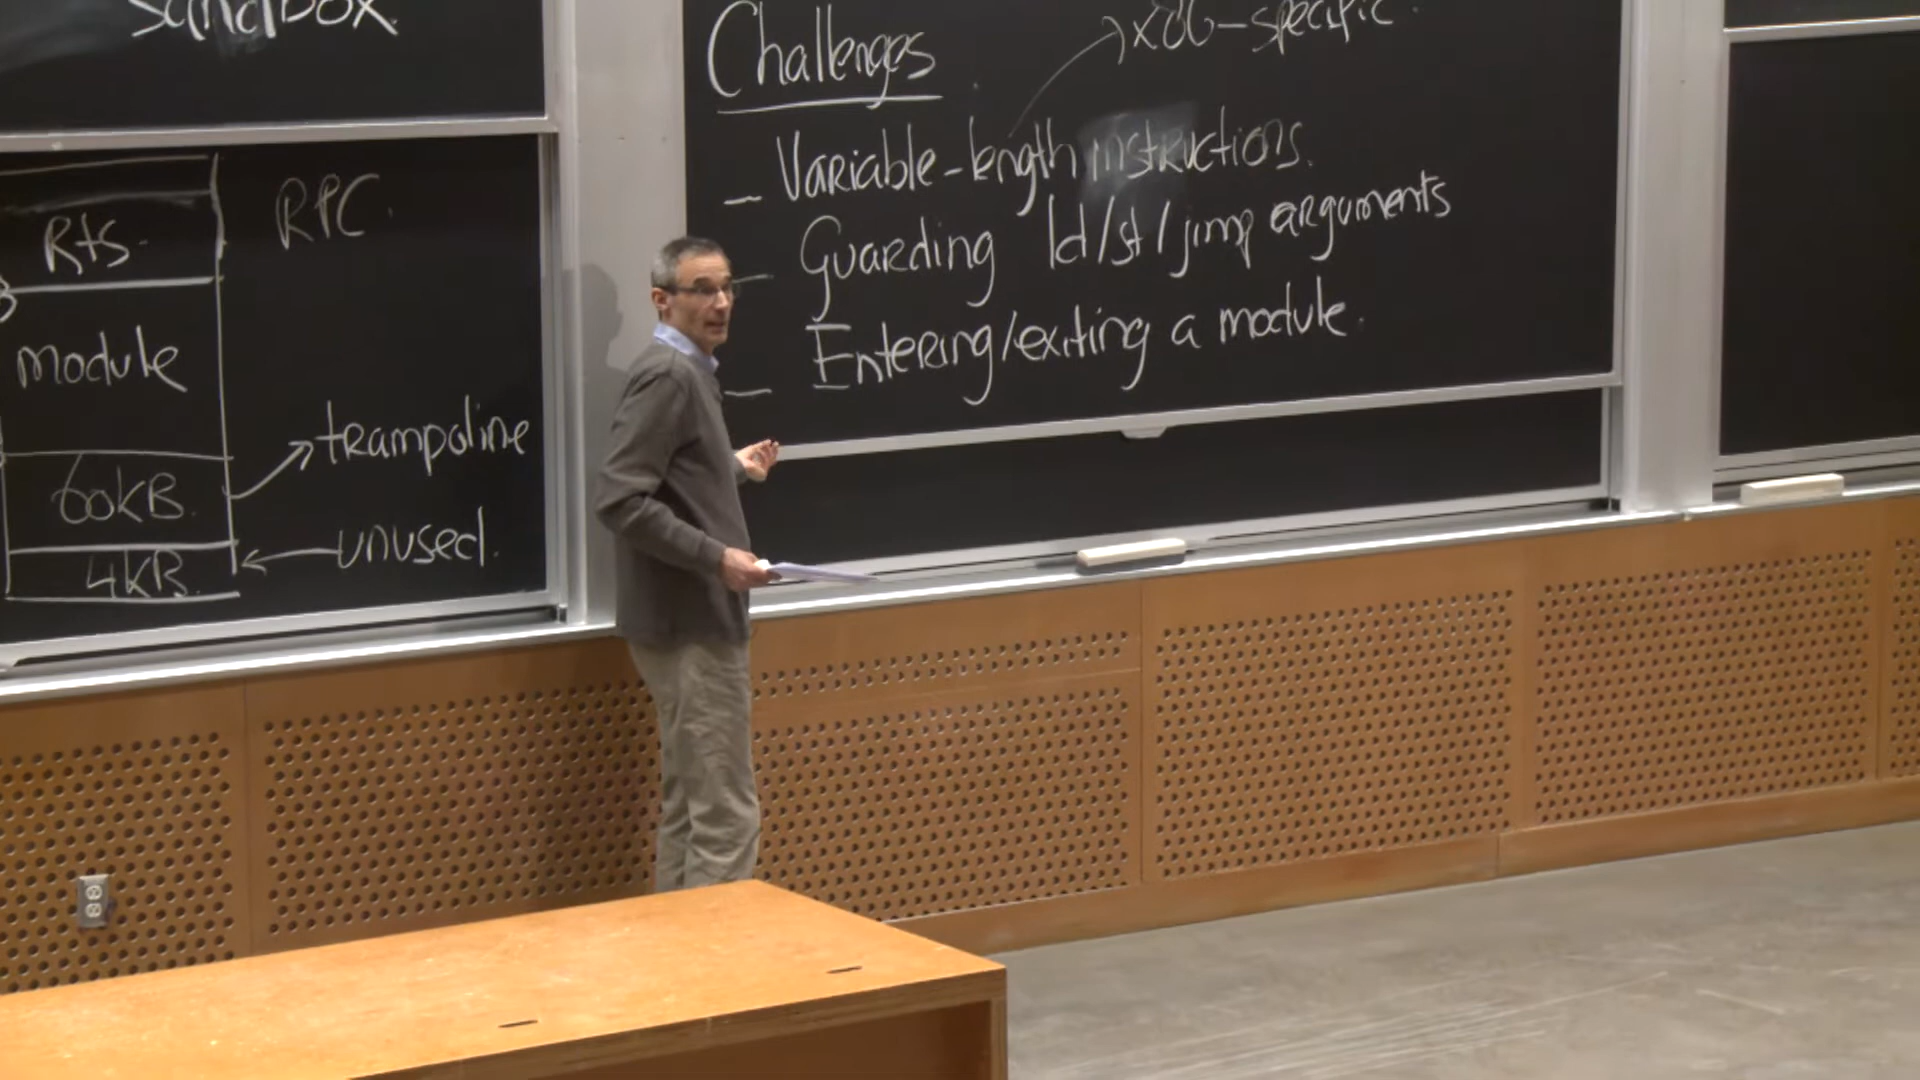 sandbox
Rts.
module
60kB.
4kB.
RPC.
trampoline
unused.
Challenges
x86-specific.
- Variable-length instructions.
- Guarding ld/st/jmp arguments
- Entering/exiting a module.